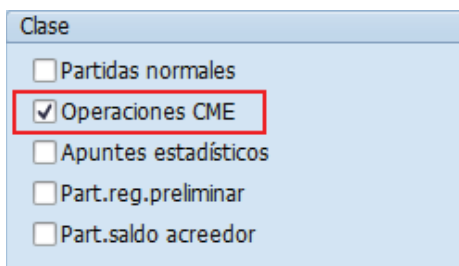 Clase
Partidas normales
Operaciones CME
Apuntes estadísticos
Part.reg.preliminar
Part.saldo acreedor